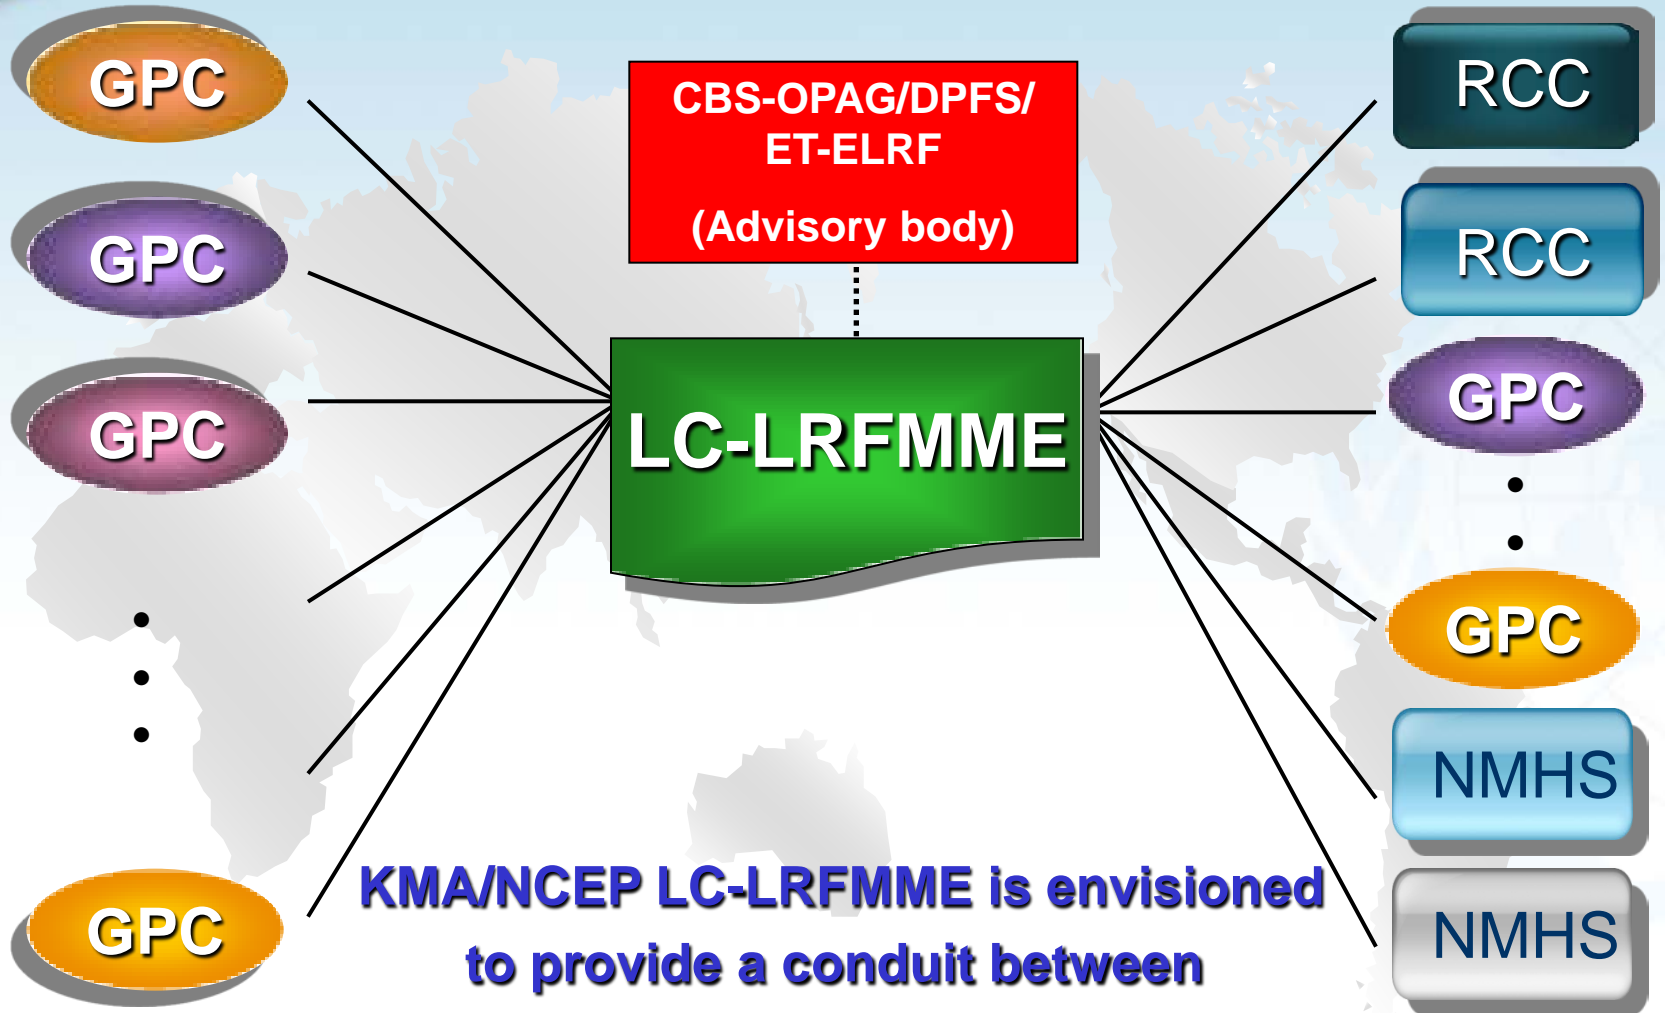 GPC
GPC
GPC
GPC
CBS-OPAG/DPFS/
ET-ELRF
(Advisory body)
LC-LRFMME
RCC
RCC
GPC
GPC
NMHS
NMHS
KMA/NCEP LC-LRFMME is envisioned
to provide a conduit between